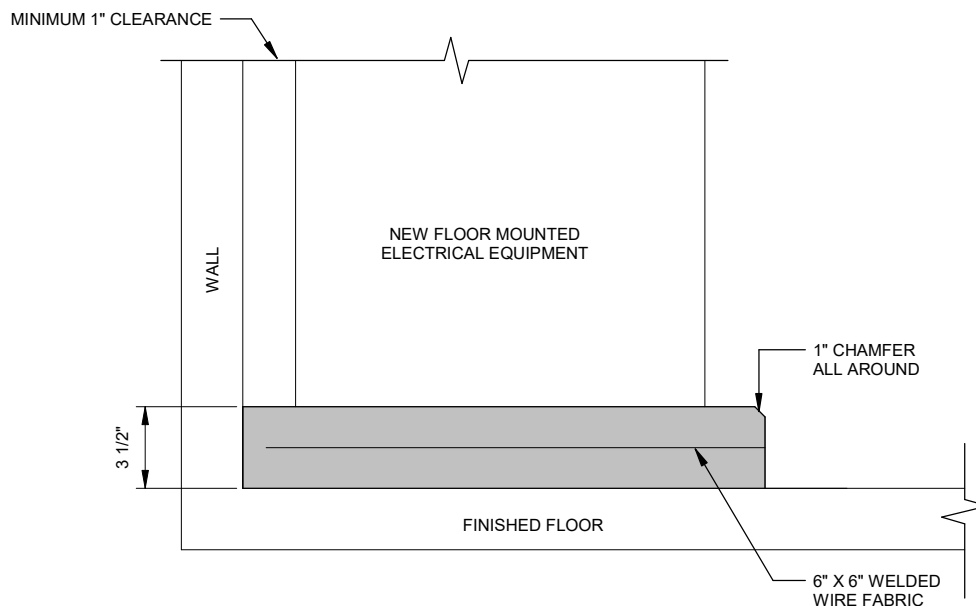 MINIMUM 1" CLEARANCE
NEW FLOOR MOUNTED
ELECTRICAL EQUIPMENT
WALL
1" CHAMFER
ALL AROUND
3 1/2"
FINISHED FLOOR
6" X 6" WELDED
WIRE FABRIC